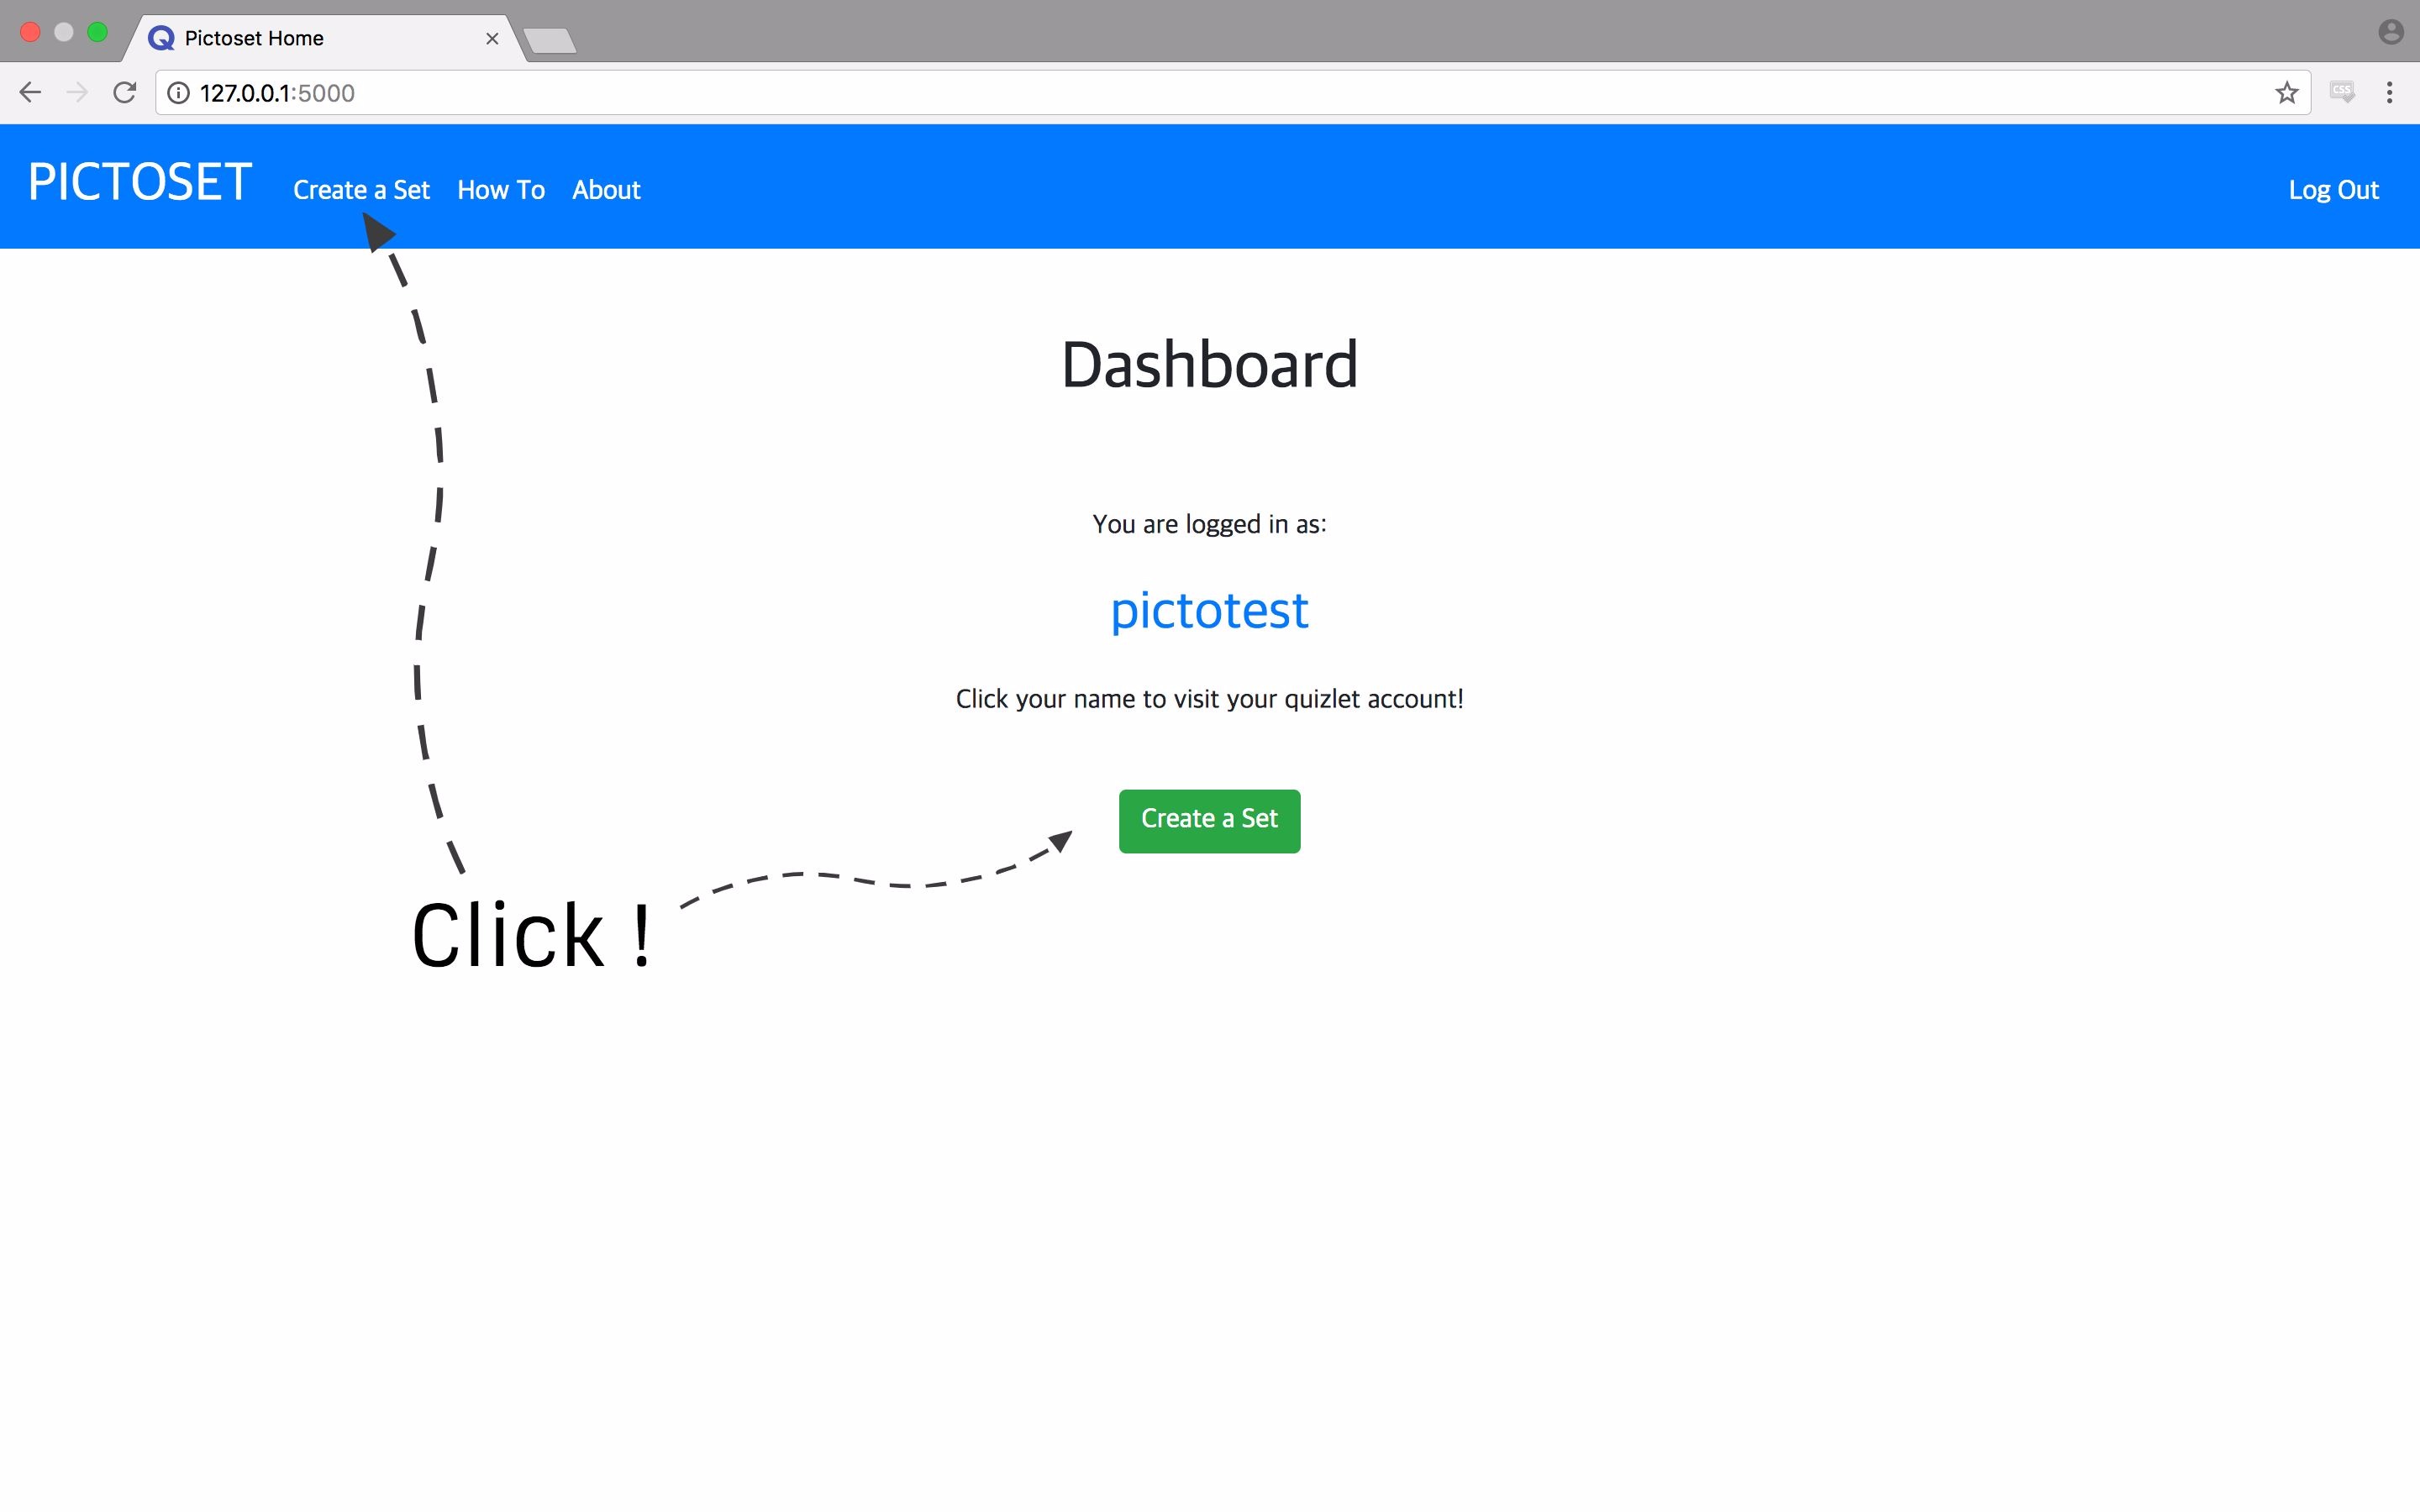 Pictoset Home
127.0.0.1:5000
CSS
PICTOSET Create a Set How To About Log Out
Dashboard
You are logged in as:
pictotest
Click your name to visit your quizlet account!
Create a Set
Click !